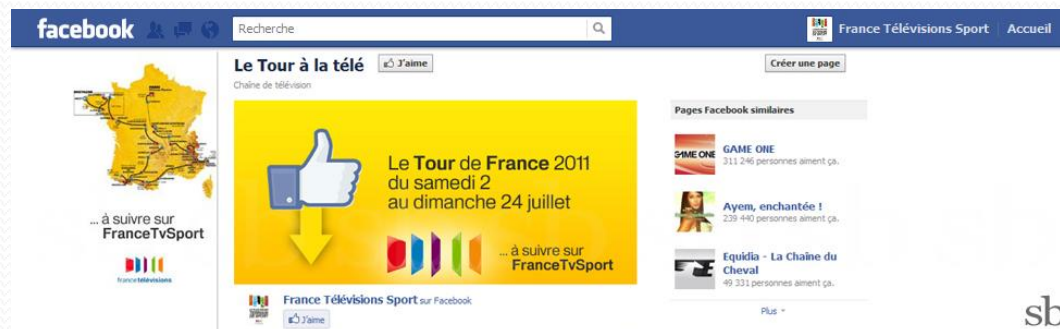 facebook
Recherche
France Télévisions Sport
Accueil
Le Tour à la télé
J'aime
Créer une page
Chaîne de télévision
... à suivre sur
FranceTvSport
francetélévisions
Le Tour de France 2011
du samedi 2
au dimanche 24 juillet
... à suivre sur
FranceTvSport
France Télévisions Sport sur Facebook
J'aime
Pages Facebook similaires
GAME ONE
GAME ONE
311 246 personnes aiment ça.
Ayem, enchantée !
239 440 personnes aiment ça.
Equidia - La Chaîne du
Cheval
49 331 personnes aiment ça.
Plus
sb